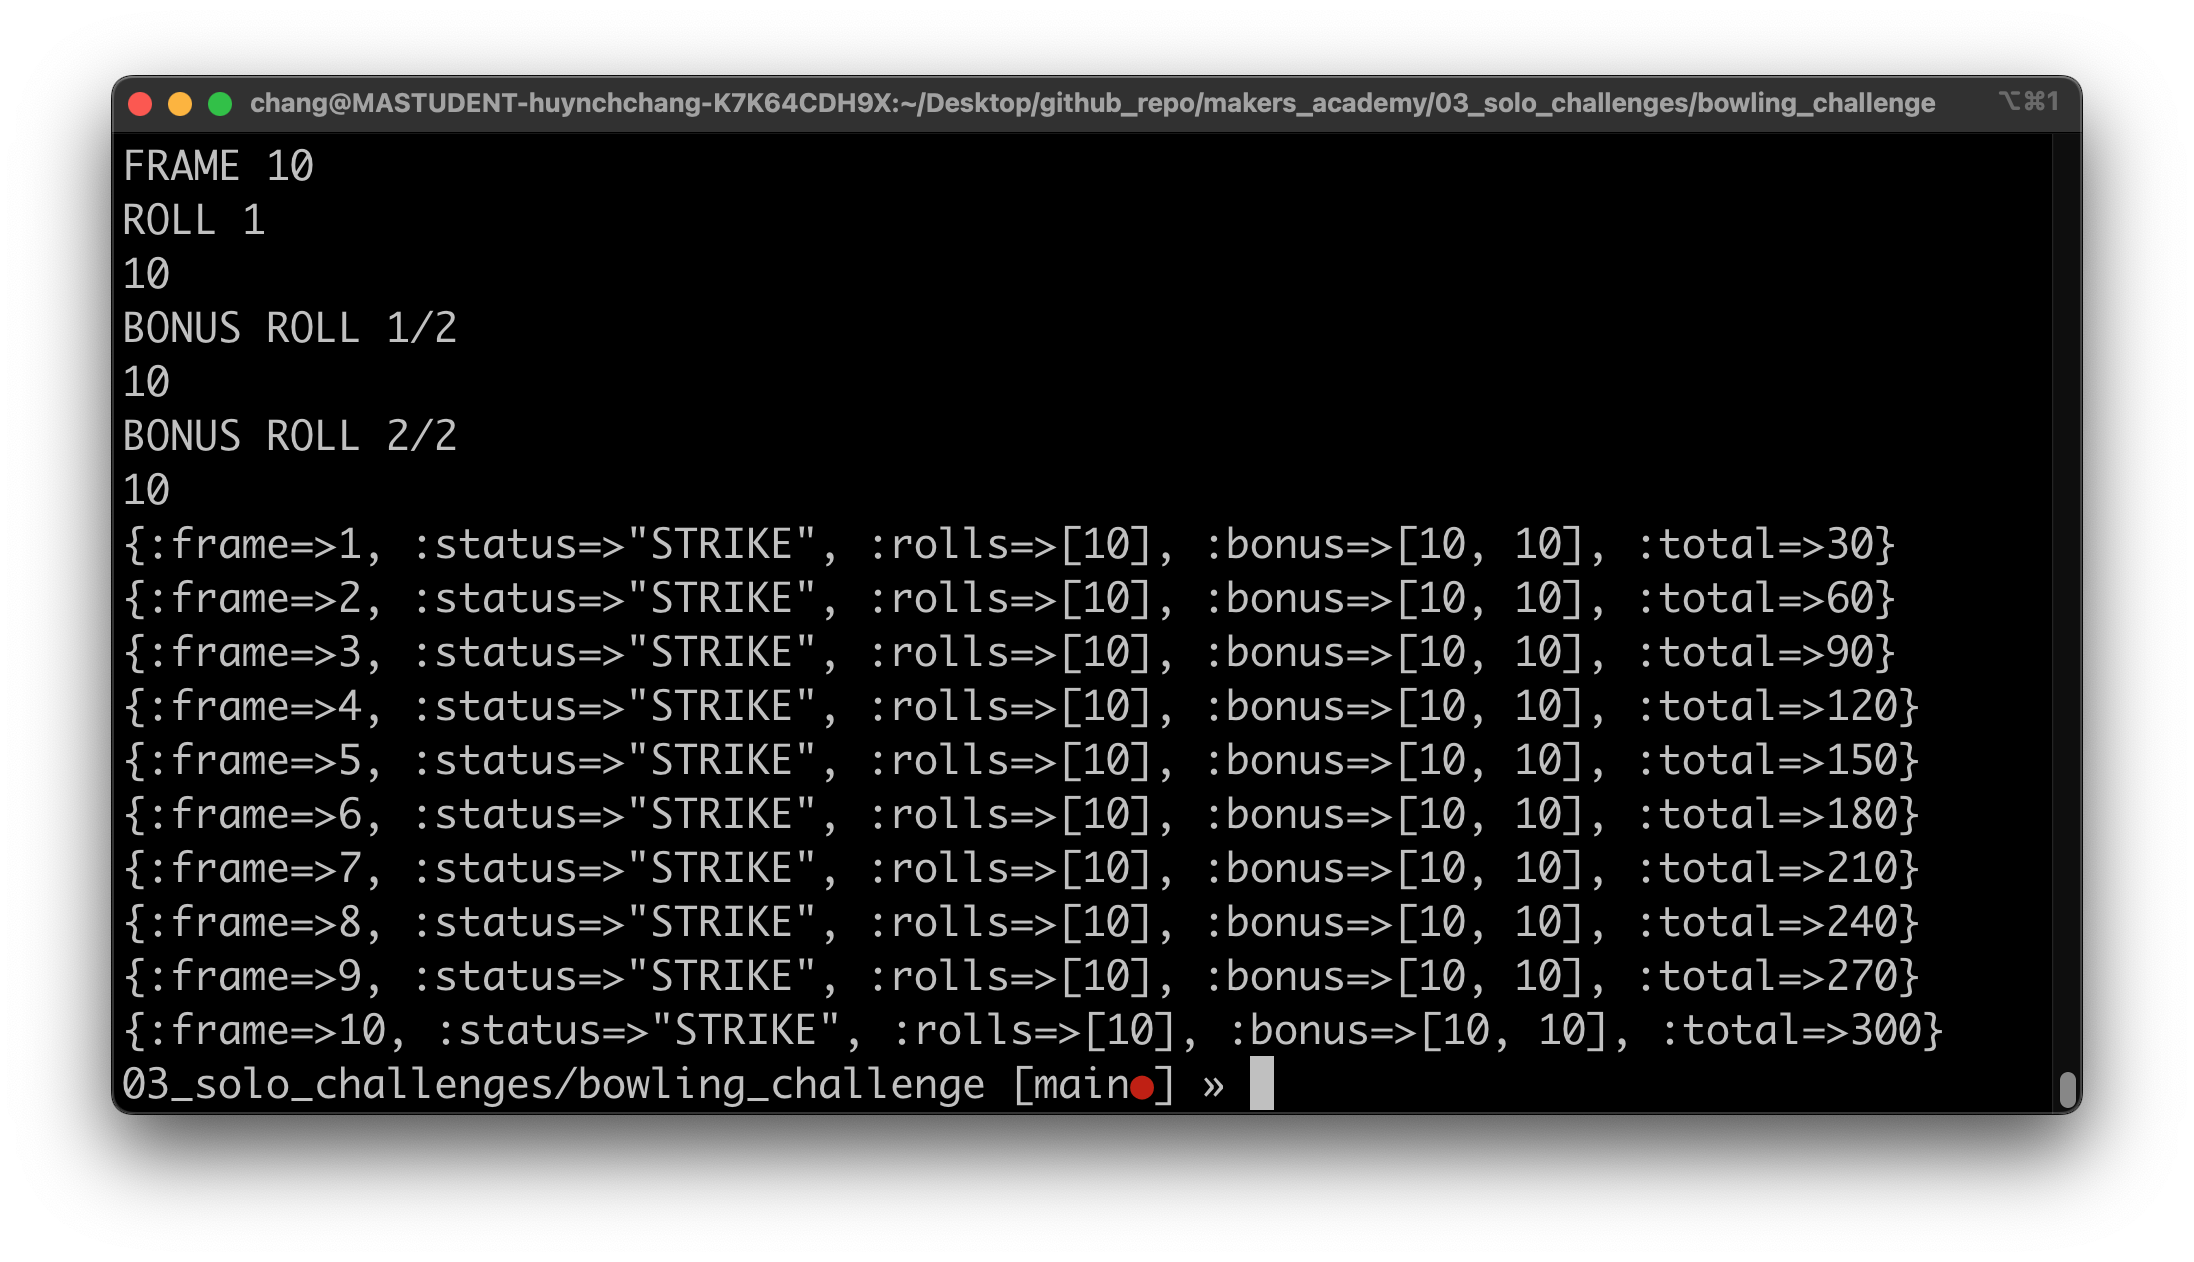 chang@MASTUDENT-huynchchang-K7K64CDH9X:~/Desktop/github_repo/makers_academy/03_solo_challenges/bowling_challenge ⌥⌘1
FRAME 10
ROLL 1
10
BONUS ROLL 1/2
10
BONUS ROLL 2/2
10
{:frame=>1, :status=>"STRIKE", :rolls=>[10], :bonus=>[10, 10], :total=>30}
{:frame=>2, :status=>"STRIKE", :rolls=>[10], :bonus=>[10, 10], :total=>60}
{:frame=>3, :status=>"STRIKE", :rolls=>[10], :bonus=>[10, 10], :total=>90}
{:frame=>4, :status=>"STRIKE", :rolls=>[10], :bonus=>[10, 10], :total=>120}
{:frame=>5, :status=>"STRIKE", :rolls=>[10], :bonus=>[10, 10], :total=>150}
{:frame=>6, :status=>"STRIKE", :rolls=>[10], :bonus=>[10, 10], :total=>180}
{:frame=>7, :status=>"STRIKE", :rolls=>[10], :bonus=>[10, 10], :total=>210}
{:frame=>8, :status=>"STRIKE", :rolls=>[10], :bonus=>[10, 10], :total=>240}
{:frame=>9, :status=>"STRIKE", :rolls=>[10], :bonus=>[10, 10], :total=>270}
{:frame=>10, :status=>"STRIKE", :rolls=>[10], :bonus=>[10, 10], :total=>300}
03_solo_challenges/bowling_challenge [main●] »